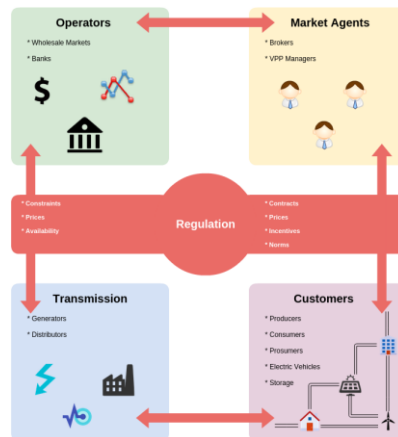 Operators
* Wholesale Markets
* Banks
$
Market Agents
* Brokers
* VPP Managers
* Constraints
* Prices
* Availability
Regulation
* Contracts
* Prices
* Incentives
* Norms
Transmission
* Generators
* Distributors
Customers
* Producers
* Consumers
* Prosumers
* Electric Vehicles
* Storage